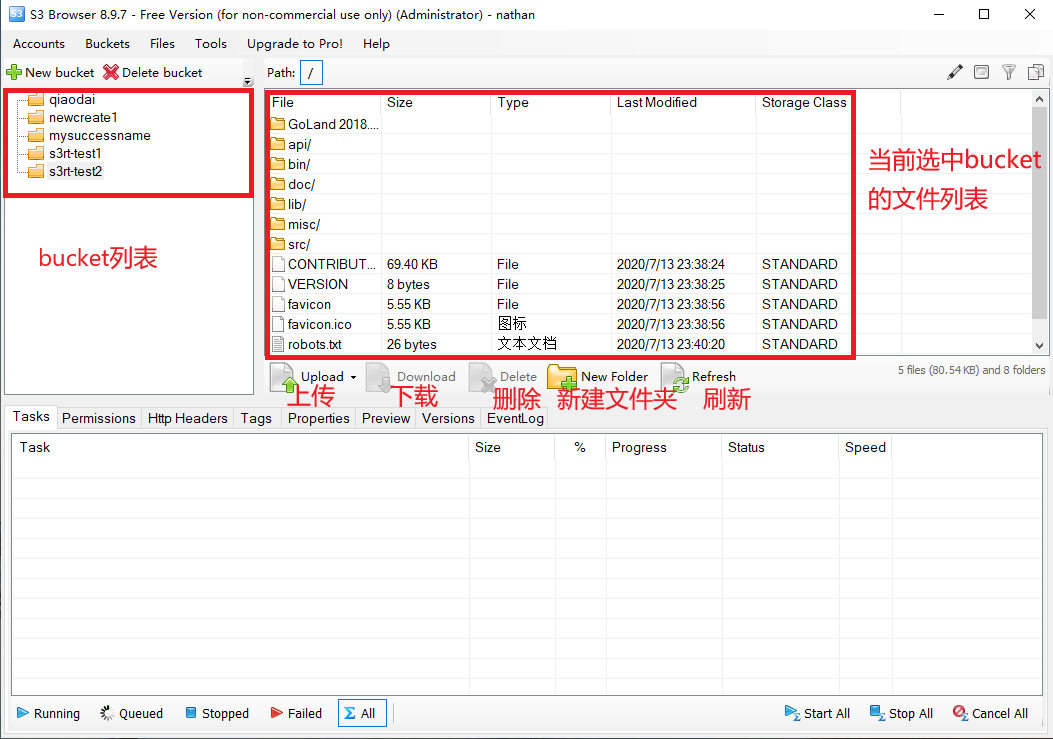 S3 Browser 8.9.7 - Free Version (for non-commercial use only) (Administrator) - nathan
Accounts Buckets Files Tools Upgrade to Pro! Help
New bucket Delete bucket Path: /
qiaodai
newcreate1
mysuccessname
s3rt-test1
s3rt-test2
bucket列表
File Size Type Last Modified Storage Class
GoLand 2018....
api/
bin/
doc/
lib/
misc/
src/
CONTRIBUT... 69.40 KB File 2020/7/13 23:38:24 STANDARD
VERSION 8 bytes File 2020/7/13 23:38:25 STANDARD
favicon 5.55 KB File 2020/7/13 23:38:56 STANDARD
favicon.ico 5.55 KB 图标 2020/7/13 23:38:56 STANDARD
robots.txt 26 bytes 文本文档 2020/7/13 23:40:20 STANDARD
当前选中bucket
的文件列表
Upload Download Delete New Folder Refresh 5 files (80.54 KB) and 8 folders
上传 下载 删除 新建文件夹 刷新
Tasks Permissions Http Headers Tags Properties Preview Versions EventLog
Task Size % Progress Status Speed
Running Queued Stopped Failed All Start All Stop All Cancel All